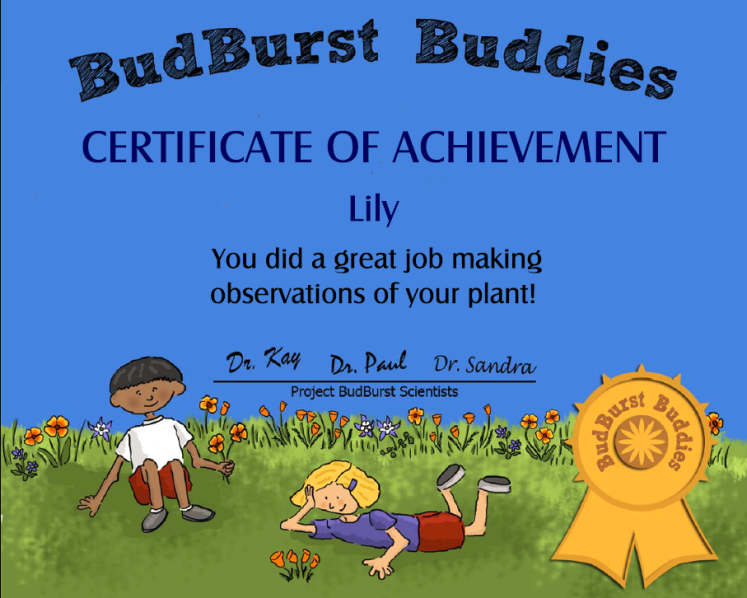 BudBurst Buddies
CERTIFICATE OF ACHIEVEMENT
Lily
You did a great job making
observations of your plant!
Dr. Kay Dr. Paul Dr. Sandra
Project BudBurst Scientists
BudBurst Buddies